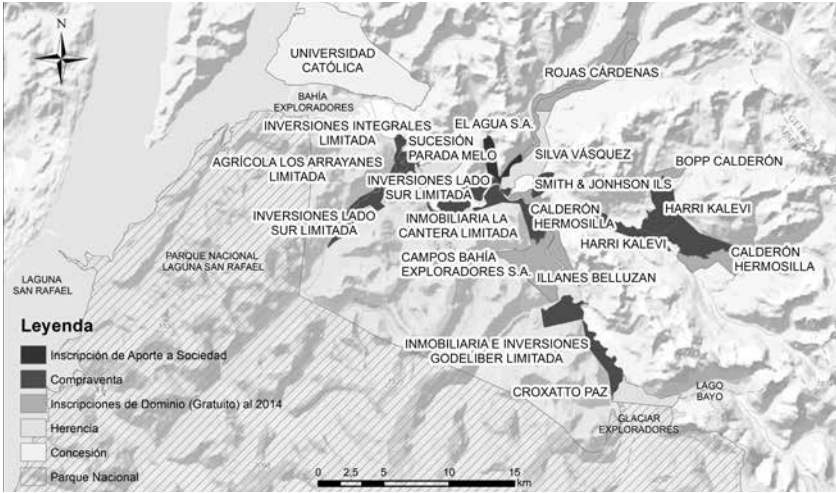 N
UNIVERSIDAD
CATÓLICA
ROJAS CÁRDENAS
BAHÍA
EXPLORADORES
INVERSIONES INTEGRALES
LIMITADA
EL AGUA S.A.
SUCESIÓN
PARADA MELO
SILVA VÁSQUEZ
AGRÍCOLA LOS ARRAYANES
LIMITADA
BOPP CALDERÓN
INVERSIONES LADO
SUR LIMITADA
SMITH & JONHSON ILS
INVERSIONES LADO
SUR LIMITADA
INMOBILIARIA LA
CANTERA LIMITADA
CALDERÓN
HERMOSILLA
HARRI KALEVI
HARRI KALEVI
CALDERÓN
HERMOSILLA
PARQUE NACIONAL
LAGUNA SAN RAFAEL
CAMPOS BAHÍA
EXPLORADORES S.A.
ILLANES BELLUZAN
LAGUNA
SAN RAFAEL
INMOBILIARIA E INVERSIONES
GODELIBER LIMITADA
CROXATTO PAZ
LAGO
BAYO
GLACIAR
EXPLORADORES
Leyenda
Inscripción de Aporte a Sociedad
Compraventa
Inscripciones de Dominio (Gratuito) al 2014
Herencia
Concesión
Parque Nacional
0 2,5 5 10 15
km